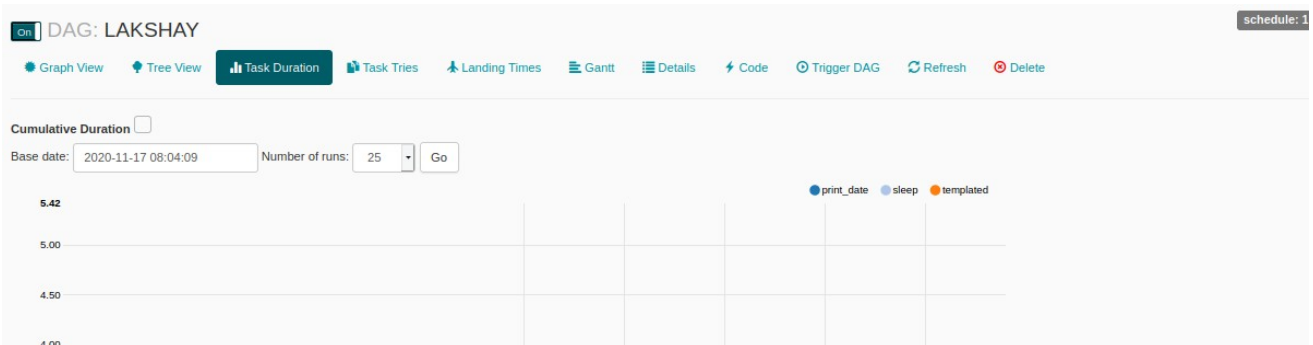 On DAG: LAKSHAY schedule: 1
Graph View Tree View Task Duration Task Tries Landing Times Gantt Details Code Trigger DAG Refresh Delete
Cumulative Duration
Base date: 2020-11-17 08:04:09 Number of runs: 25 Go
print_date sleep templated
5.42
5.00
4.50
4.00